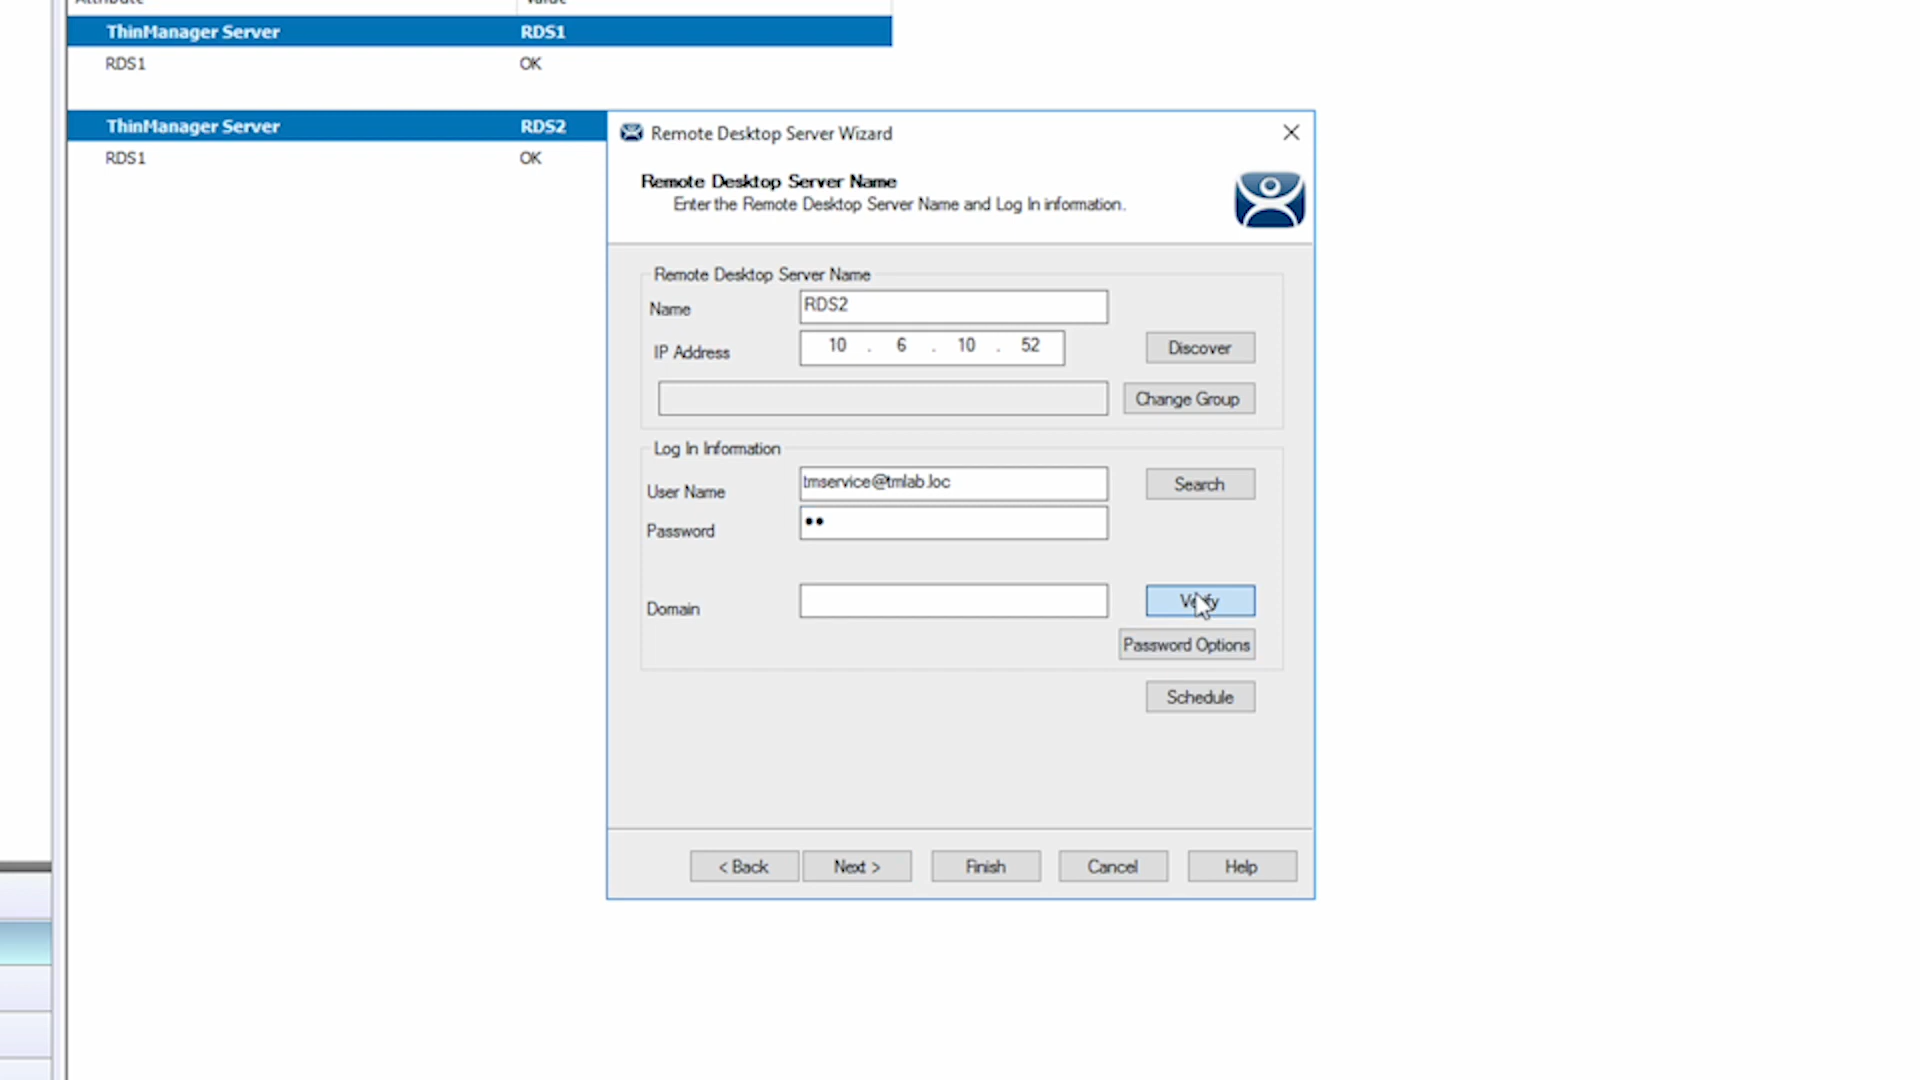 Attribute Value
ThinManager Server RDS1
RDS1 OK
ThinManager Server RDS2
RDS1 OK
Remote Desktop Server Wizard
Remote Desktop Server Name
Enter the Remote Desktop Server Name and Log In information.
Remote Desktop Server Name
Name RDS2
IP Address 10 . 6 . 10 . 52 Discover
Change Group
Log In Information
User Name tmservice@tmlab.loc Search
Password ●●
Domain Verify
Password Options
Schedule
< Back Next > Finish Cancel Help